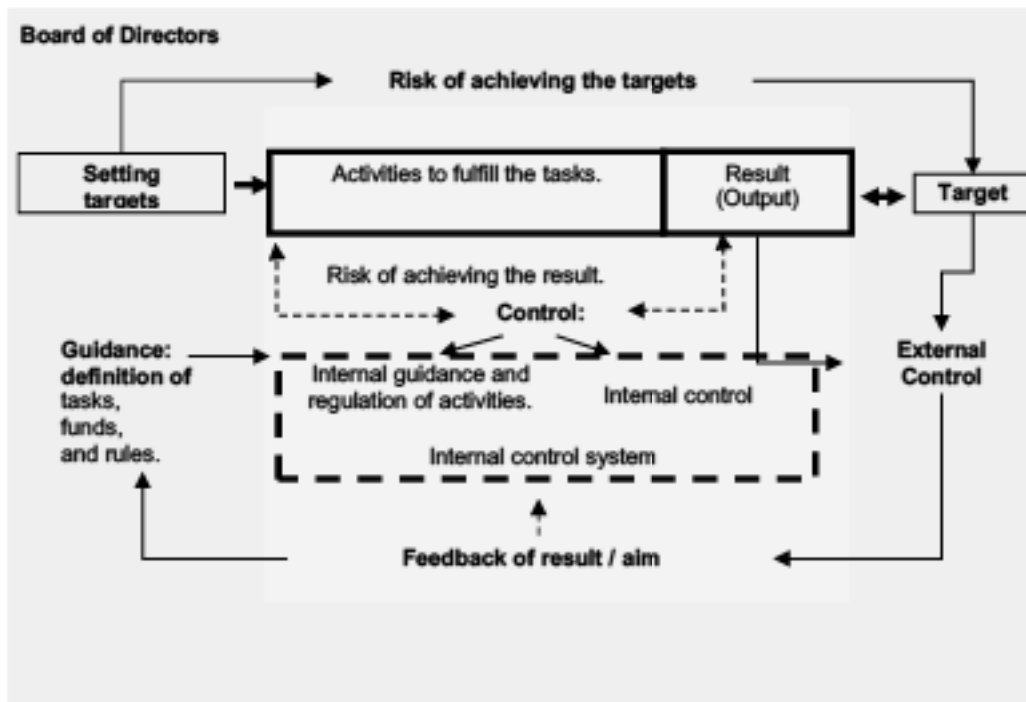 Board of Directors
Risk of achieving the targets
Setting
targets
Activities to fulfill the tasks.
Result
(Output)
Target
Risk of achieving the result.
Control:
Guidance:
definition of
tasks,
funds,
and rules.
Internal guidance and
regulation of activities.
Internal control
External
Control
Internal control system
Feedback of result / aim